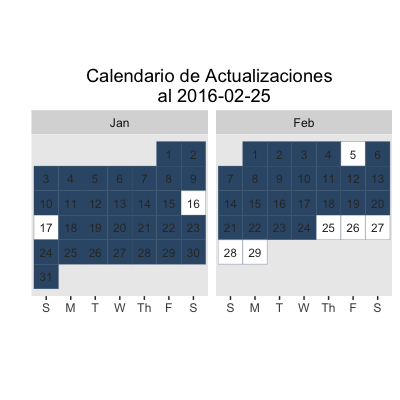 Calendario de Actualizaciones
al 2016-02-25
Jan
1 2
3 4 5 6 7 8 9
10 11 12 13 14 15 16
17 18 19 20 21 22 23
24 25 26 27 28 29 30
31
S M T W Th F S
Feb
1 2 3 4 5 6
7 8 9 10 11 12 13
14 15 16 17 18 19 20
21 22 23 24 25 26 27
28 29
S M T W Th F S